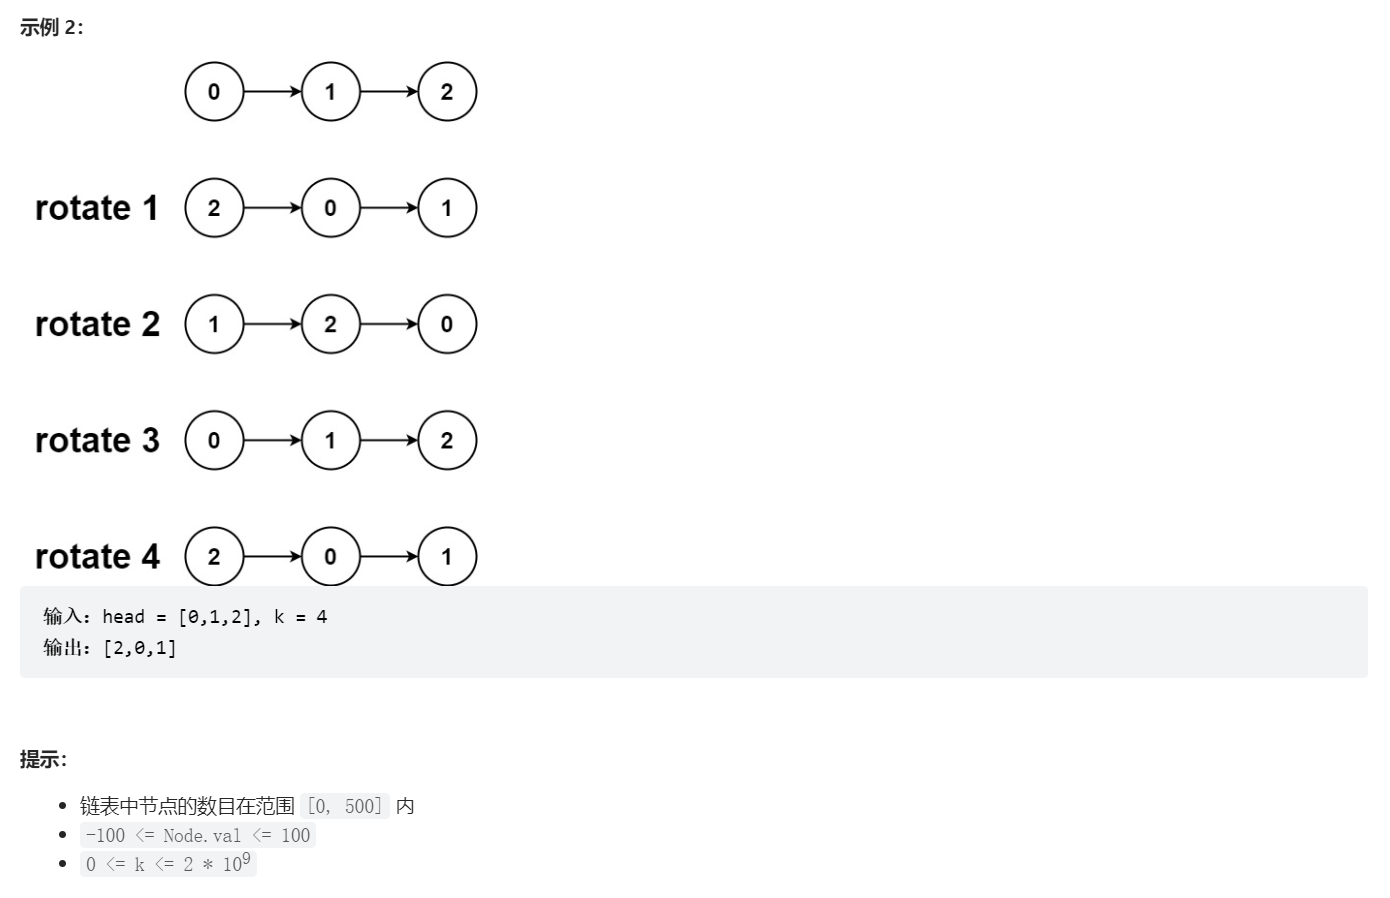 示例 2：
0 1 2
rotate 1 2 0 1
rotate 2 1 2 0
rotate 3 0 1 2
rotate 4 2 0 1
输入：head = [0,1,2], k = 4
输出：[2,0,1]
提示：
链表中节点的数目在范围 [0, 500] 内
-100 <= Node.val <= 100
0 <= k <= 2 * 10⁹